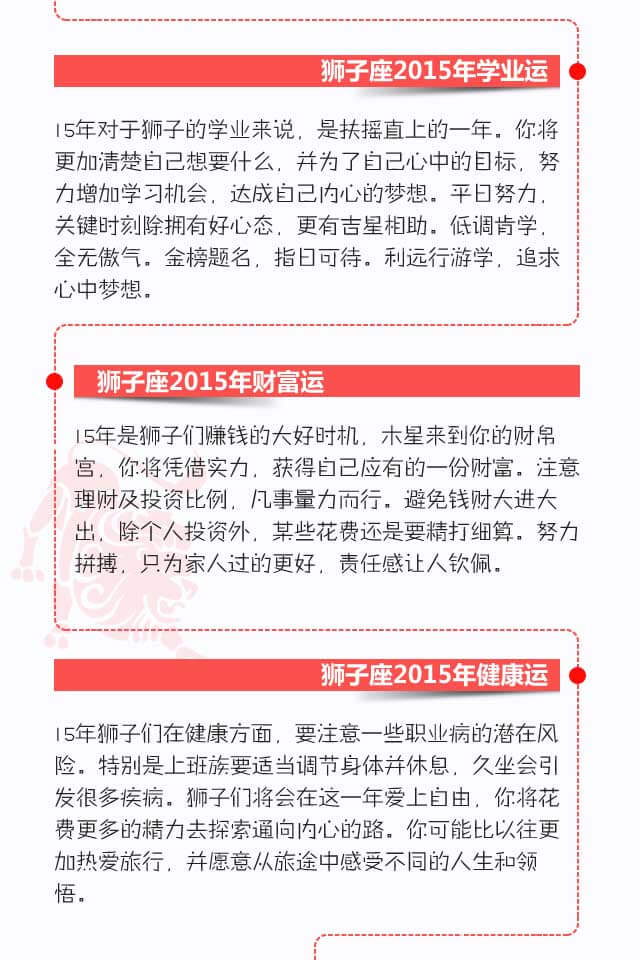 狮子座2015年学业运
15年对于狮子的学业来说，是扶摇直上的一年。你将
更加清楚自己想要什么，并为了自己心中的目标，努
力增加学习机会，达成自己内心的梦想。平日努力，
关键时刻除拥有好心态，更有吉星相助。低调肯学，
全无傲气。金榜题名，指日可待。利远行游学，追求
心中梦想。
狮子座2015年财富运
15年是狮子们赚钱的大好时机，木星来到你的财帛
宫，你将凭借实力，获得自己应有的一份财富。注意
理财及投资比例，凡事量力而行。避免钱财大进大
出，除个人投资外，某些花费还是要精打细算。努力
拼搏，只为家人过的更好，责任感让人钦佩。
狮子座2015年健康运
15年狮子们在健康方面，要注意一些职业病的潜在风
险。特别是上班族要适当调节身体并休息，久坐会引
发很多疾病。狮子们将会在这一年爱上自由，你将花
费更多的精力去探索通向内心的路。你可能比以往更
加热爱旅行，并愿意从旅途中感受不同的人生和领
悟。